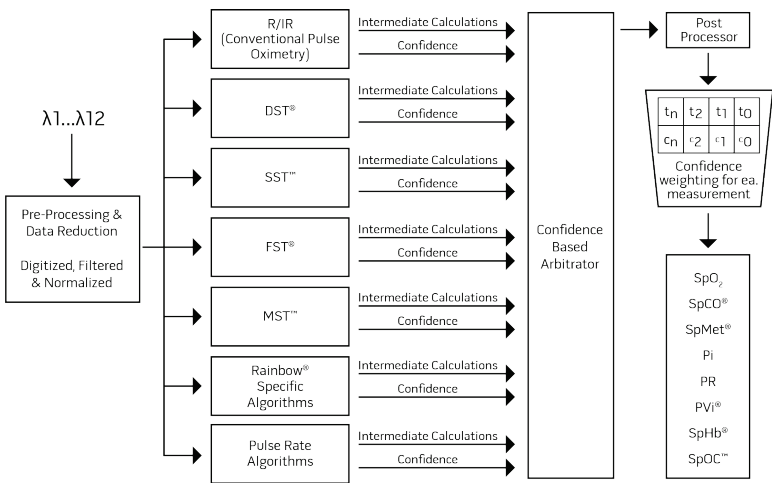 λ1...λ12
Pre-Processing &
Data Reduction
Digitized, Filtered
& Normalized
R/IR
(Conventional Pulse
Oximetry)
Intermediate Calculations
Confidence
DST®
Intermediate Calculations
Confidence
SST™
Intermediate Calculations
Confidence
FST®
Intermediate Calculations
Confidence
MST™
Intermediate Calculations
Confidence
Rainbow®
Specific
Algorithms
Intermediate Calculations
Confidence
Pulse Rate
Algorithms
Intermediate Calculations
Confidence
Confidence
Based
Arbitrator
Post
Processor
tn t2 t1 t0
cn c2 c1 c0
Confidence
weighting for ea.
measurement
SpO2
SpCO®
SpMet®
Pi
PR
PVi®
SpHb®
SpOC™